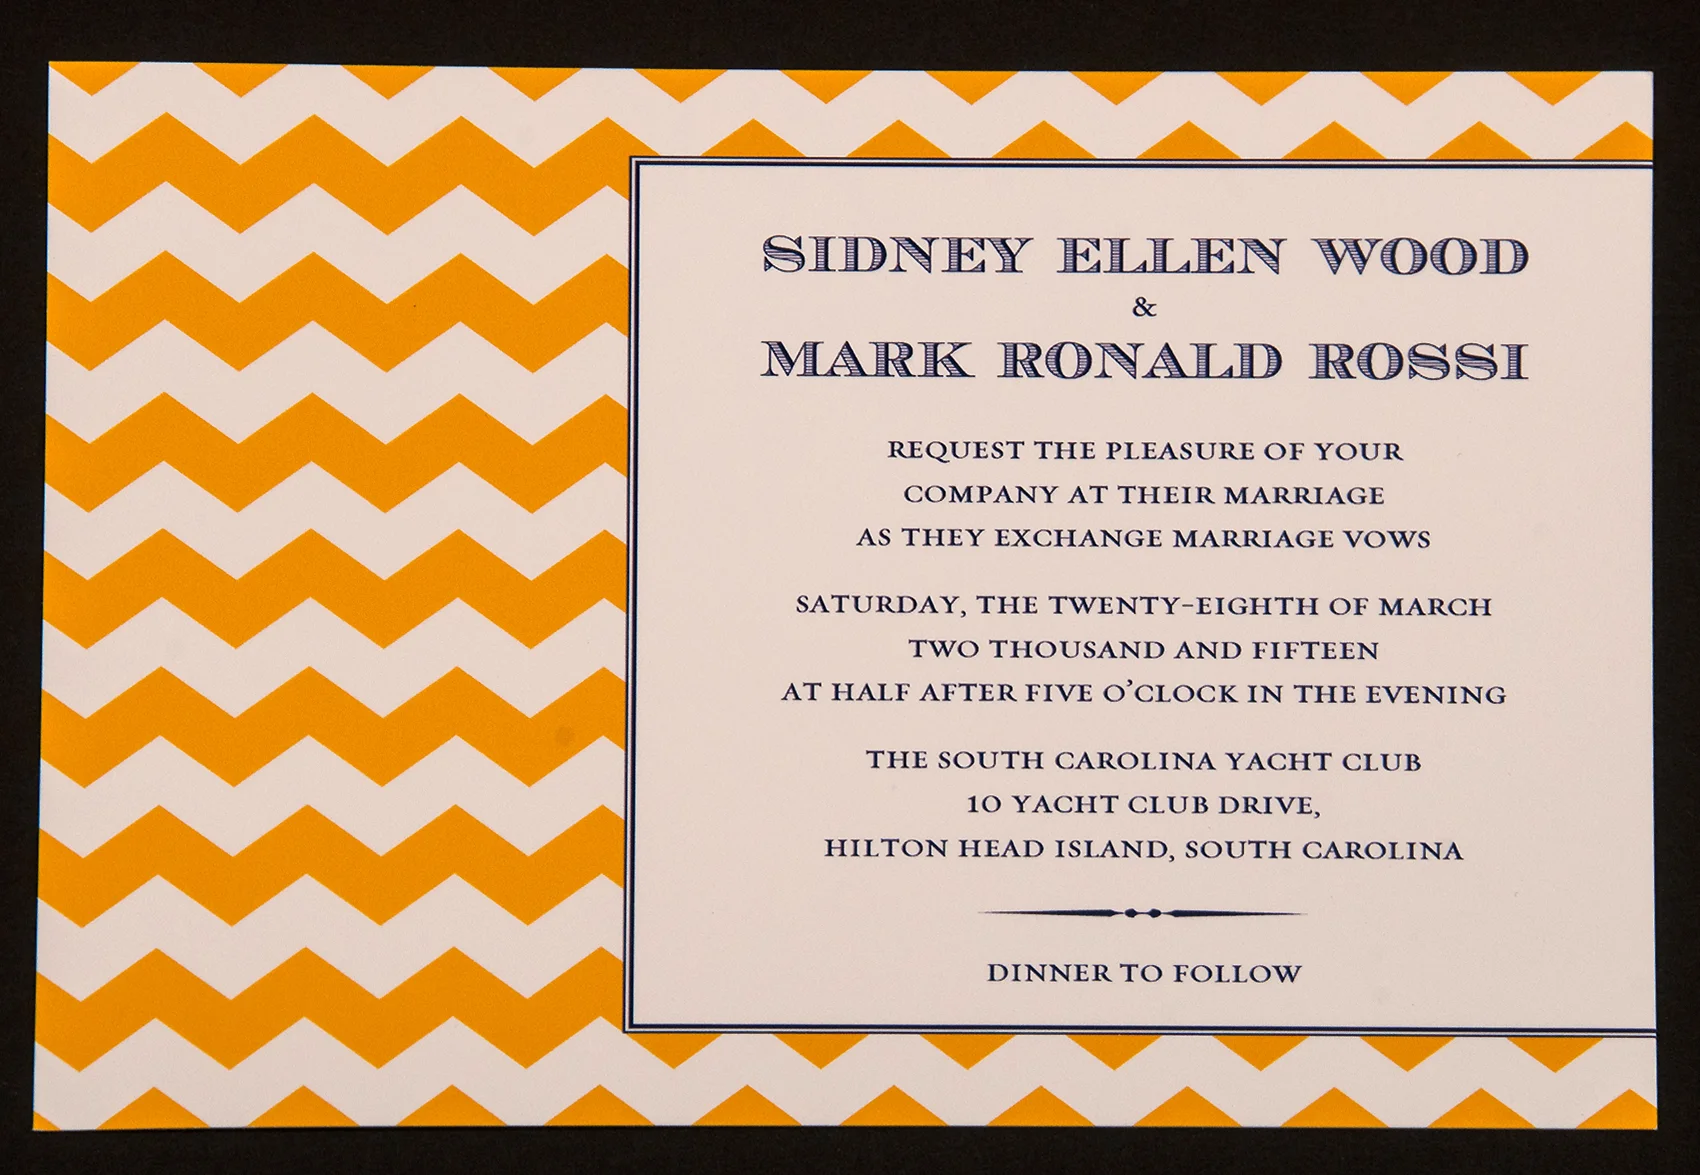 SIDNEY ELLEN WOOD
&
MARK RONALD ROSSI
REQUEST THE PLEASURE OF YOUR
COMPANY AT THEIR MARRIAGE
AS THEY EXCHANGE MARRIAGE VOWS
SATURDAY, THE TWENTY-EIGHTH OF MARCH
TWO THOUSAND AND FIFTEEN
AT HALF AFTER FIVE O’CLOCK IN THE EVENING
THE SOUTH CAROLINA YACHT CLUB
10 YACHT CLUB DRIVE,
HILTON HEAD ISLAND, SOUTH CAROLINA
DINNER TO FOLLOW